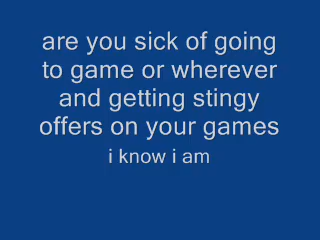 are you sick of going
to game or wherever
and getting stingy
offers on your games
i know i am